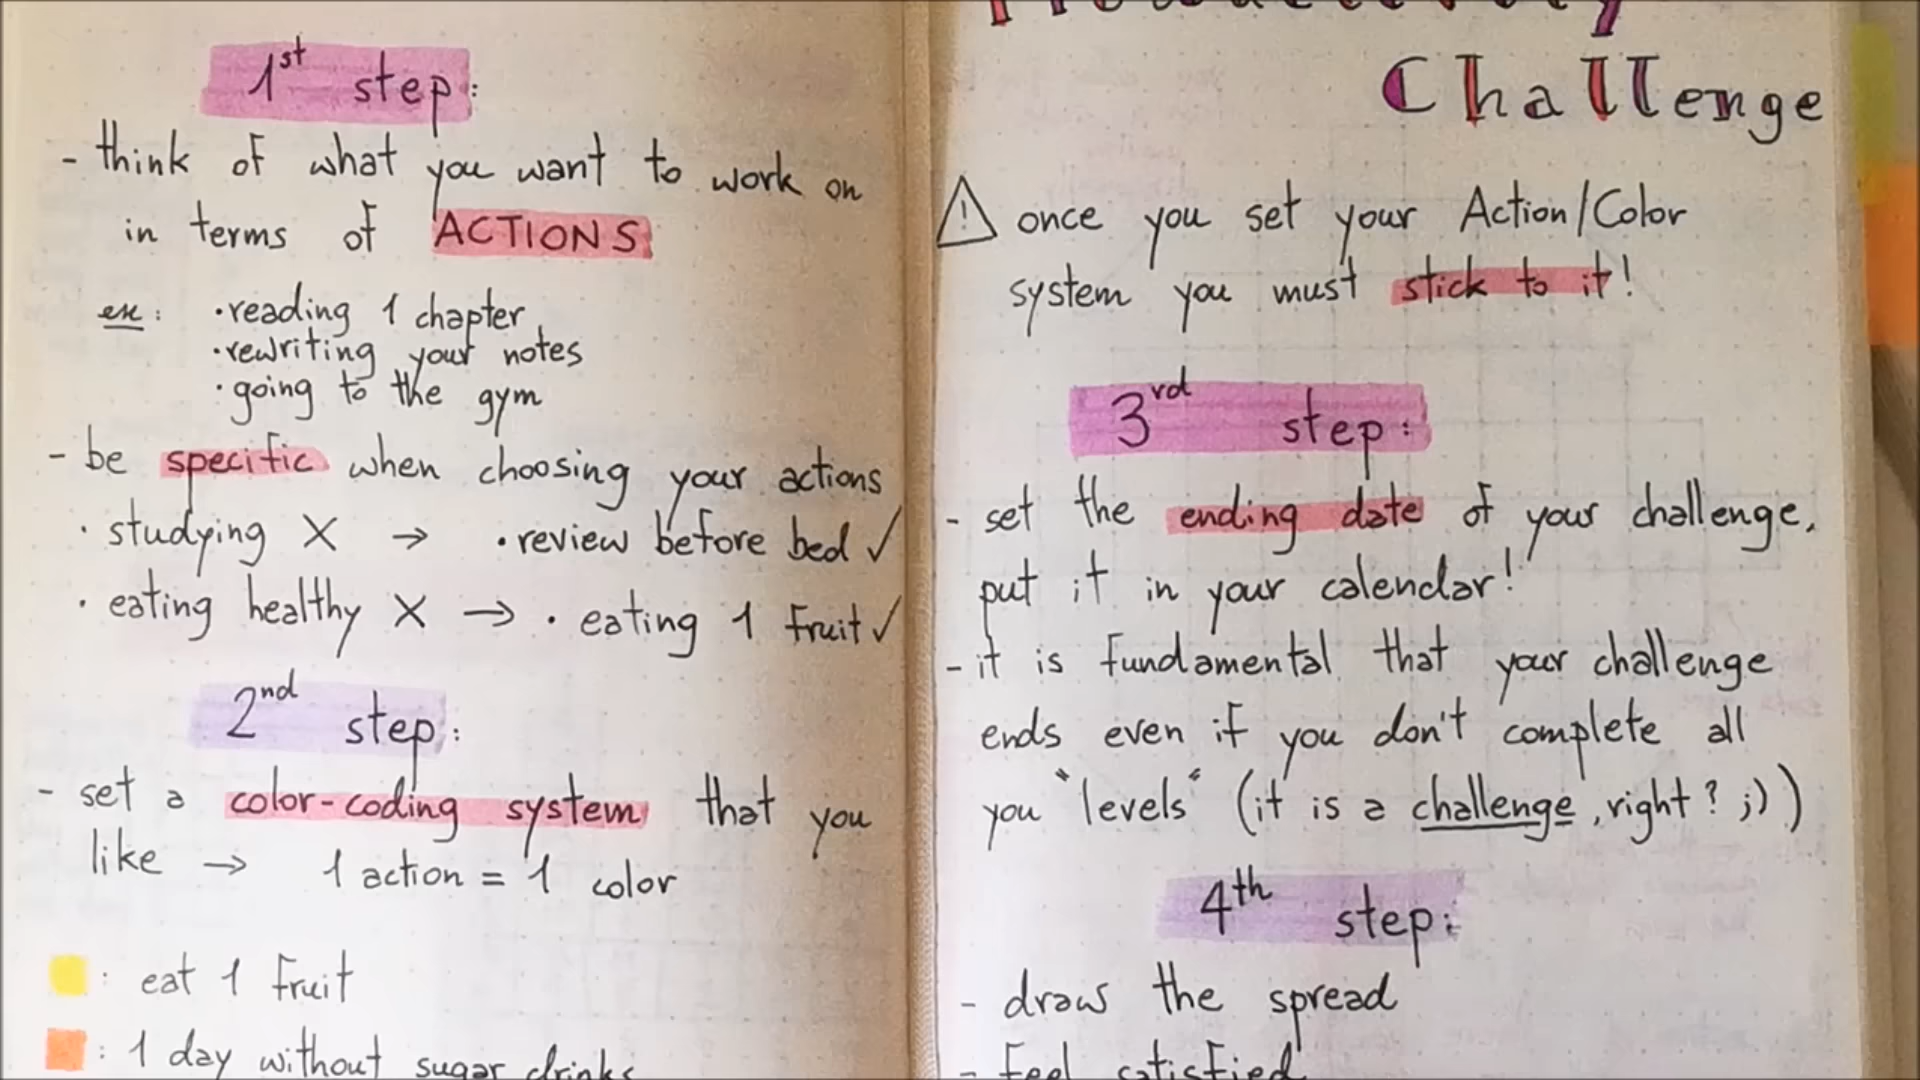 1st step:
- think of what you want to work on
in terms of ACTIONS
ex: · reading 1 chapter
· rewriting your notes
· going to the gym
- be specific when choosing your actions
· studying X → · review before bed ✓
· eating healthy X → · eating 1 fruit ✓
2nd step:
- set a color-coding system that you
like → 1 action = 1 color
: eat 1 fruit
: 1 day without sugar drinks
Productivity
Challenge
⚠ once you set your Action/Color
system you must stick to it!
3rd step:
- set the ending date of your challenge,
put it in your calendar!
- it is fundamental that your challenge
ends even if you don't complete all
you "levels" (it is a challenge, right? ;))
4th step:
- draw the spread
- feel satisfied